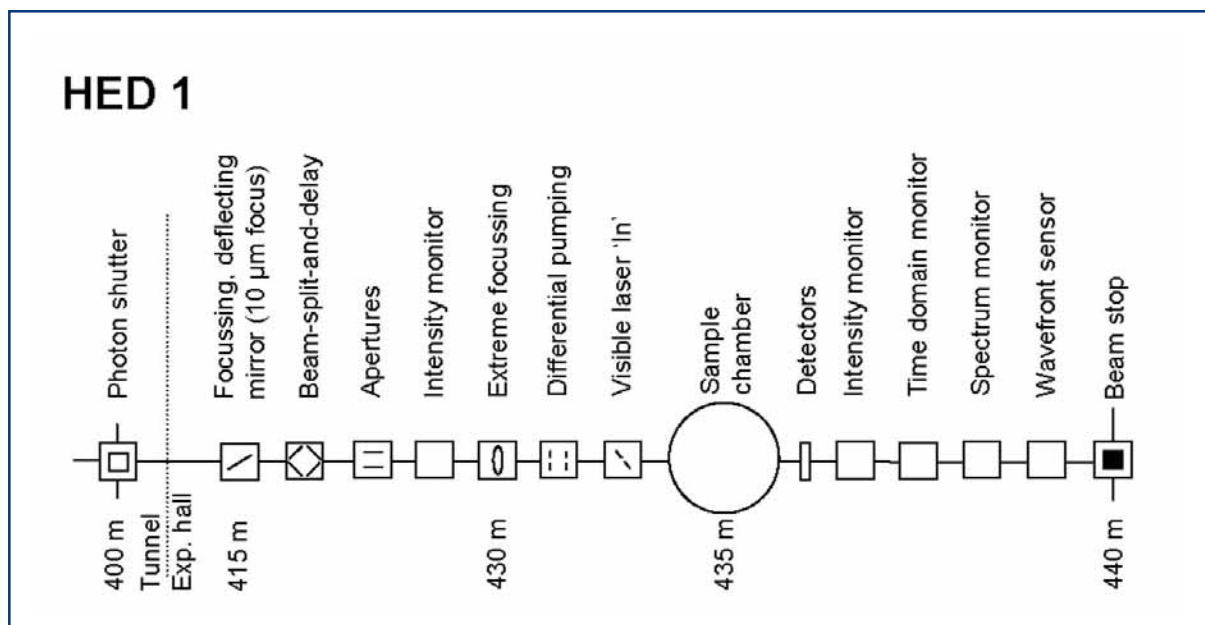 HED 1
Photon shutter
Focussing, deflecting
mirror (10 µm focus)
Beam-split-and-delay
Apertures
Intensity monitor
Extreme focussing
Differential pumping
Visible laser 'In'
Sample
chamber
Detectors
Intensity monitor
Time domain monitor
Spectrum monitor
Wavefront sensor
Beam stop
400 m
Tunnel
Exp. hall
415 m
430 m
435 m
440 m